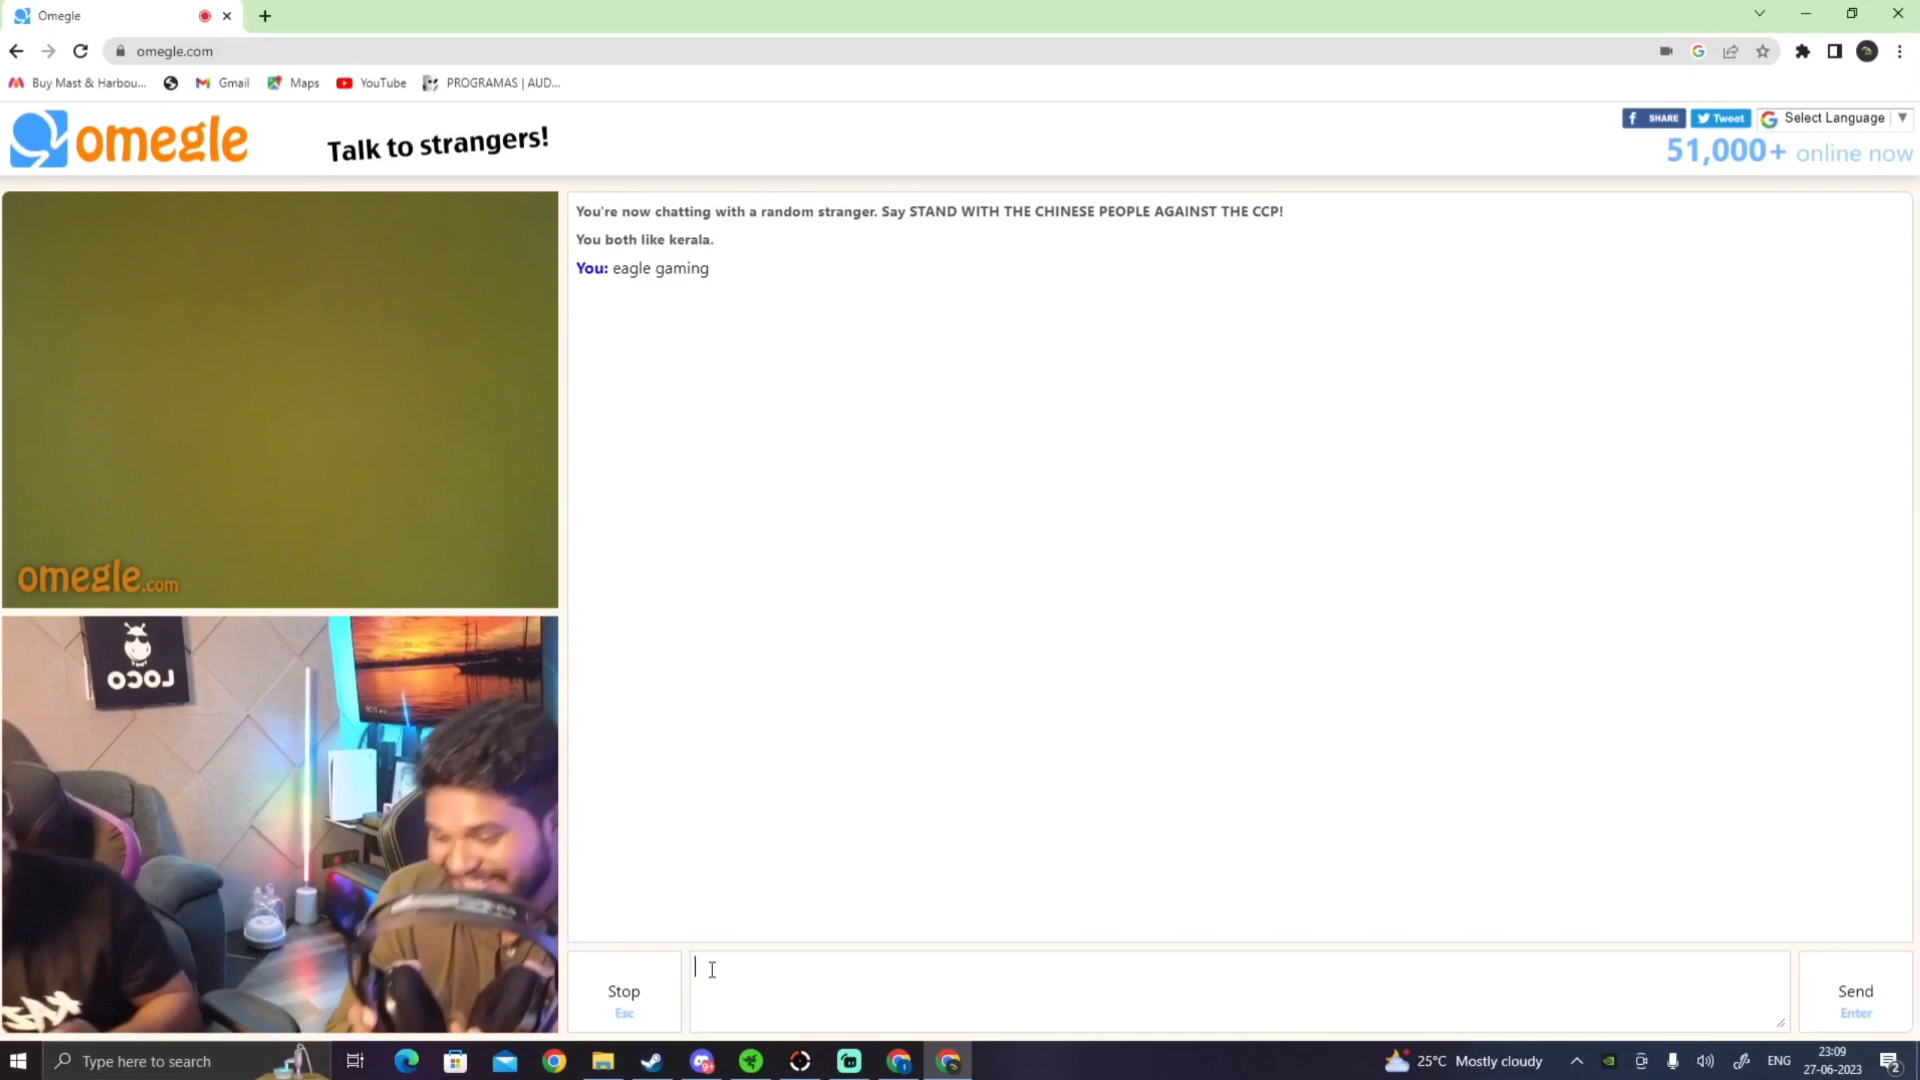 Omegle
omegle.com
Buy Mast & Harbou...
Gmail
Maps
YouTube
PROGRAMAS | AUD...
omegle
Talk to strangers!
SHARE
Tweet
Select Language
51,000+ online now
You're now chatting with a random stranger. Say STAND WITH THE CHINESE PEOPLE AGAINST THE CCP!
You both like kerala.
You: eagle gaming
omegle.com
LOCO
Stop
Esc
Send
Enter
Type here to search
25°C Mostly cloudy
ENG
23:09
27-06-2023
2